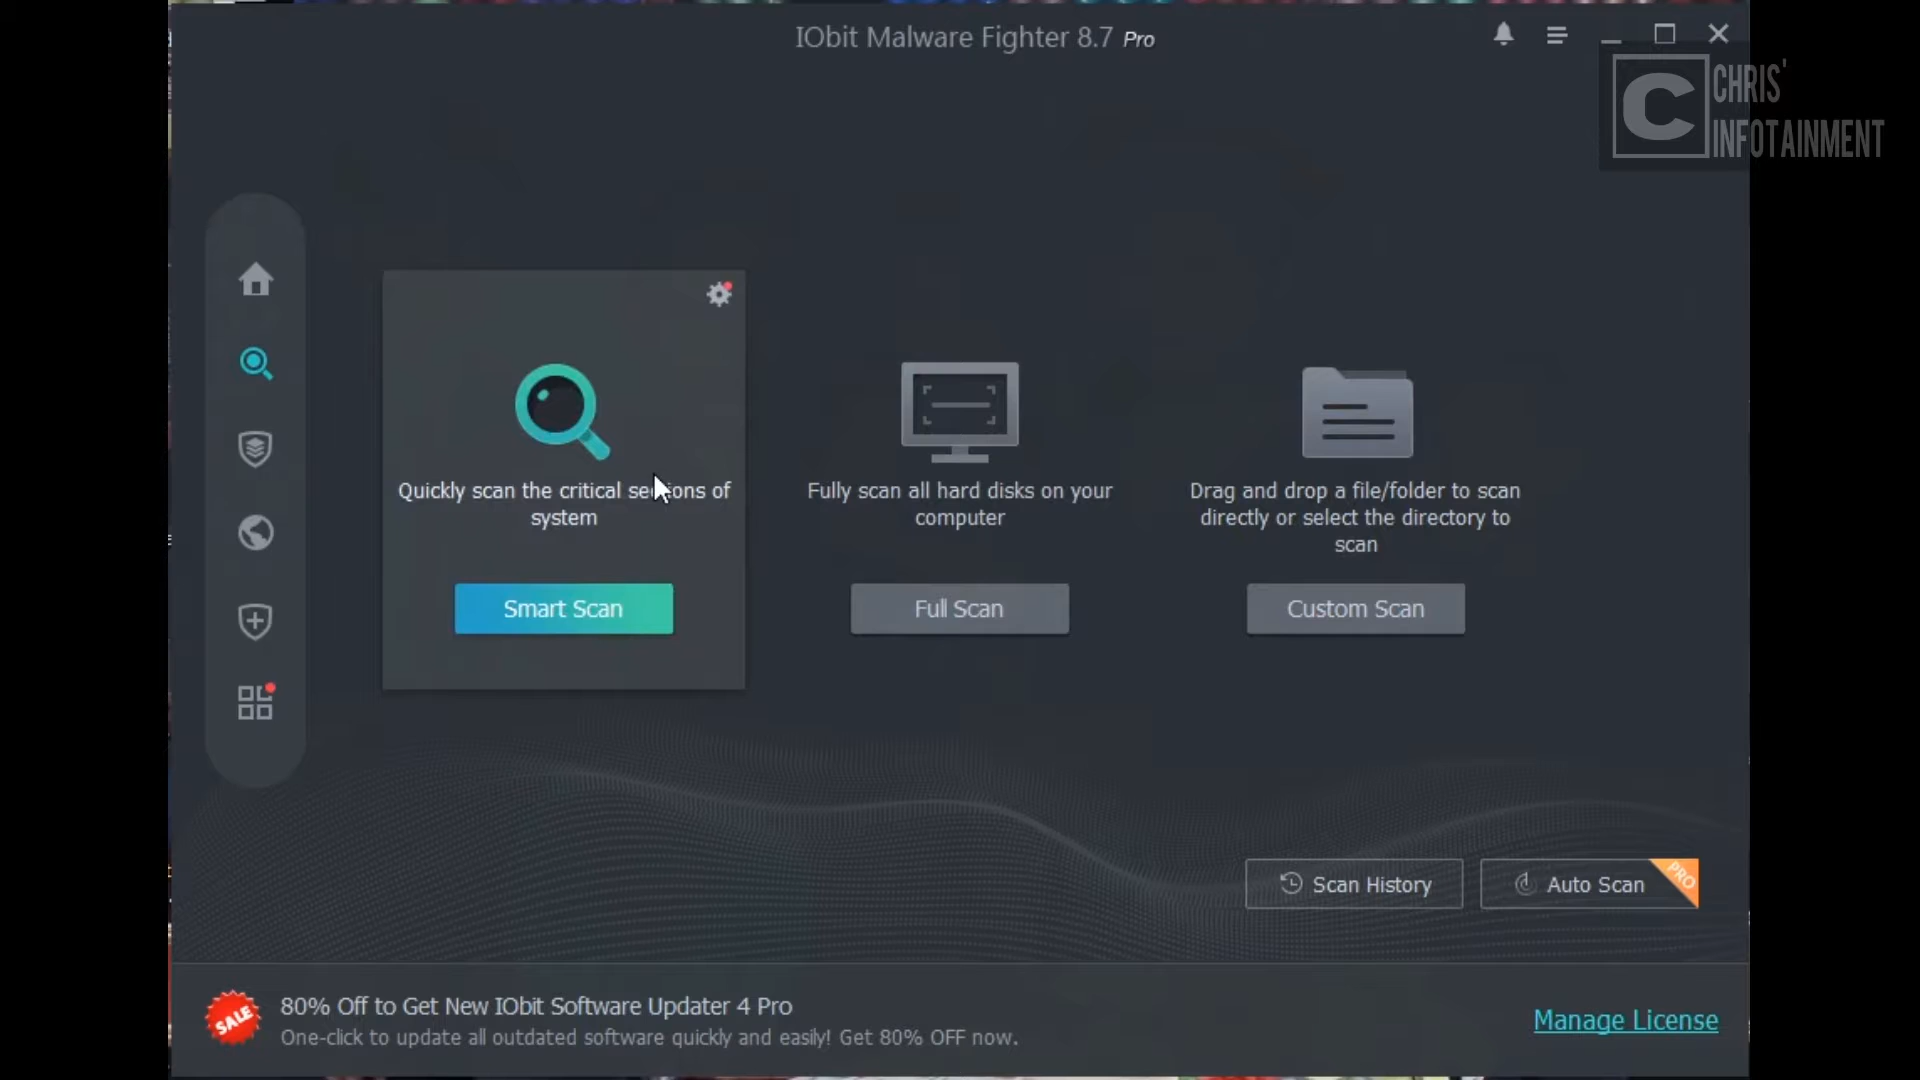 IObit Malware Fighter 8.7 Pro
C CHRIS'
INFOTAINMENT
Quickly scan the critical sections of
system
Smart Scan
Fully scan all hard disks on your
computer
Full Scan
Drag and drop a file/folder to scan
directly or select the directory to
scan
Custom Scan
Scan History
Auto Scan
PRO
SALE
80% Off to Get New IObit Software Updater 4 Pro
One-click to update all outdated software quickly and easily! Get 80% OFF now.
Manage License